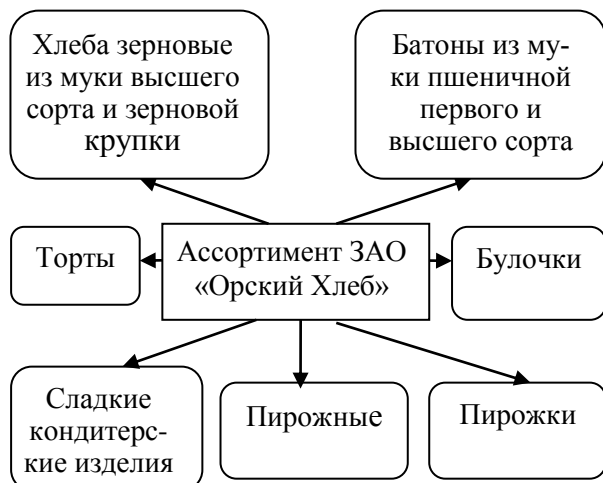 Хлеба зерновые
из муки высшего
сорта и зерновой
крупки
Батоны из му-
ки пшеничной
первого и
высшего сорта
Торты
Ассортимент ЗАО
«Орский Хлеб»
Булочки
Сладкие
кондитерс-
кие изделия
Пирожные
Пирожки